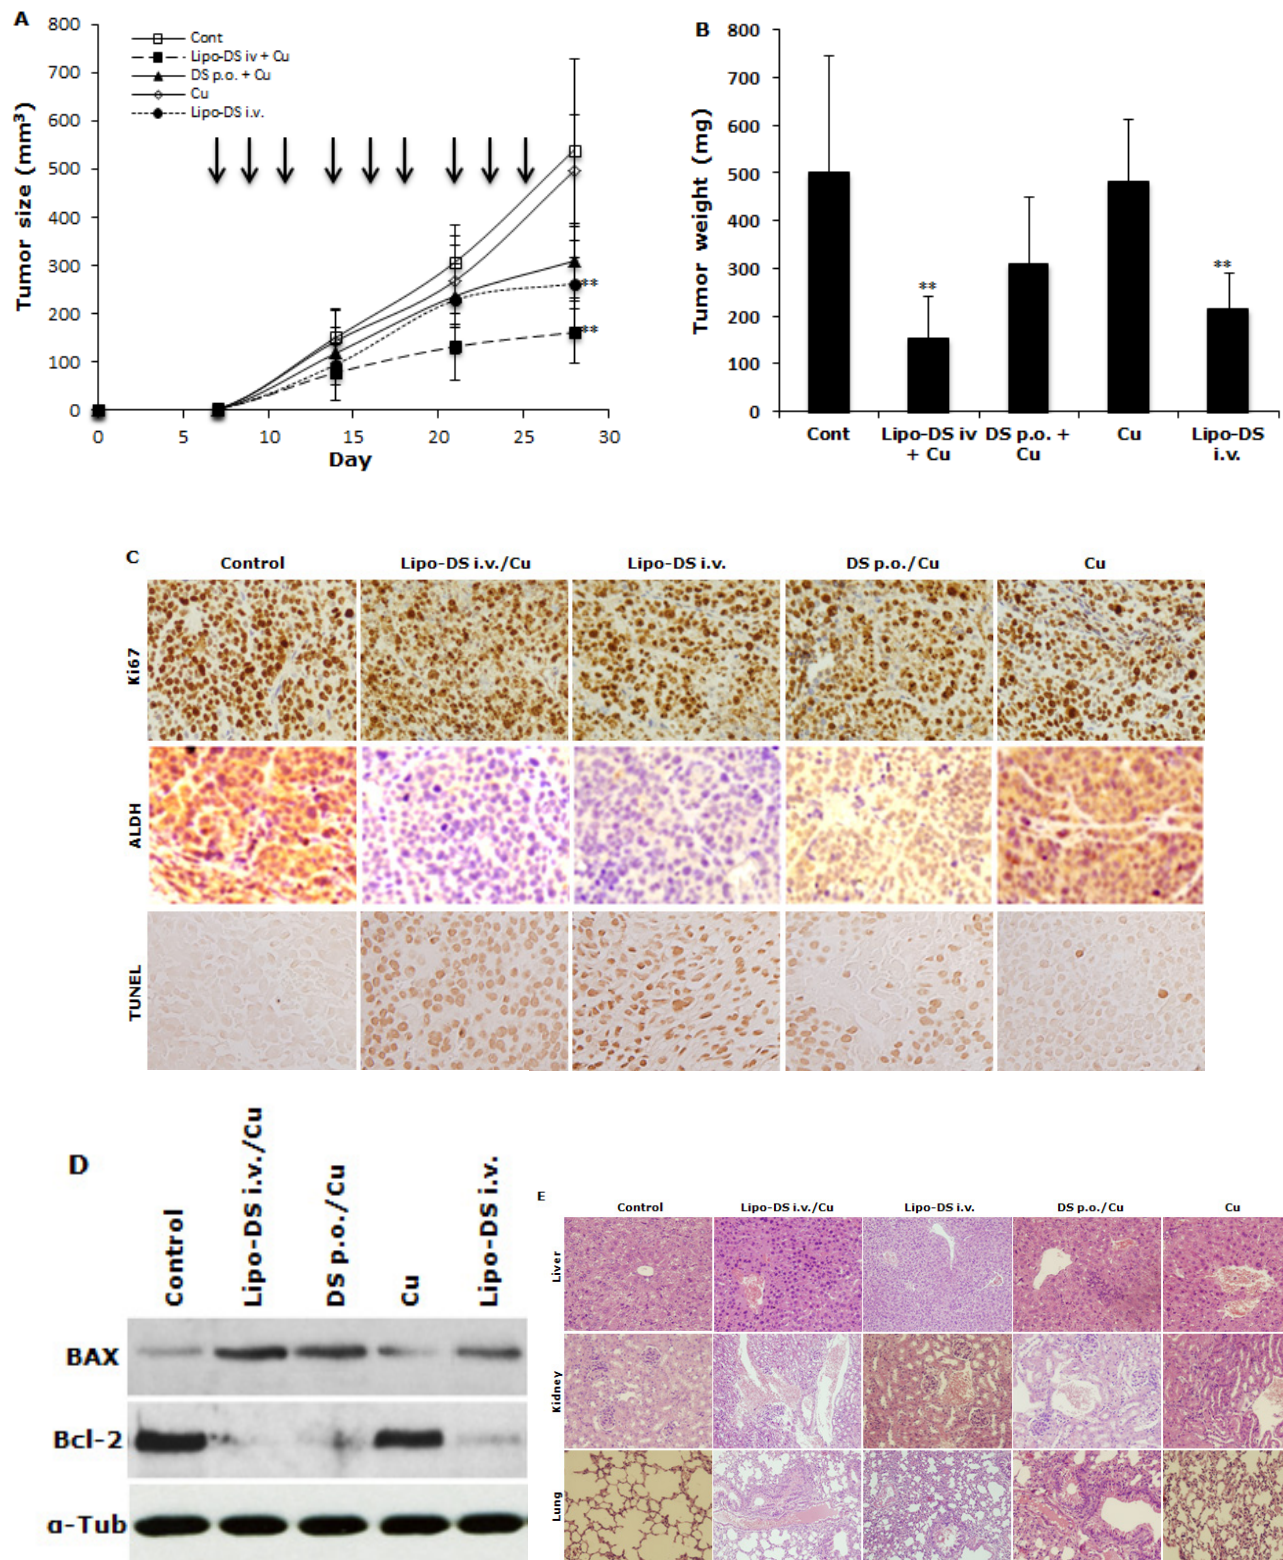 A
800
700
600
500
400
300
200
100
0
Tumor size (mm³)
Cont
Lipo-DS iv + Cu
DS p.o. + Cu
Cu
Lipo-DS i.v.
**
**
0 5 10 15 20 25 30
Day
B
800
700
600
500
400
300
200
100
0
Tumor weight (mg)
**
**
Cont Lipo-DS iv DS p.o. + Cu Lipo-DS
+ Cu Cu i.v.
C
Control Lipo-DS i.v./Cu Lipo-DS i.v. DS p.o./Cu Cu
Ki67
ALDH
TUNEL
D
Control Lipo-DS i.v./Cu DS p.o./Cu Cu Lipo-DS i.v.
BAX
Bcl-2
α-Tub
E
Control Lipo-DS i.v./Cu Lipo-DS i.v. DS p.o./Cu Cu
Liver
Kidney
Lung